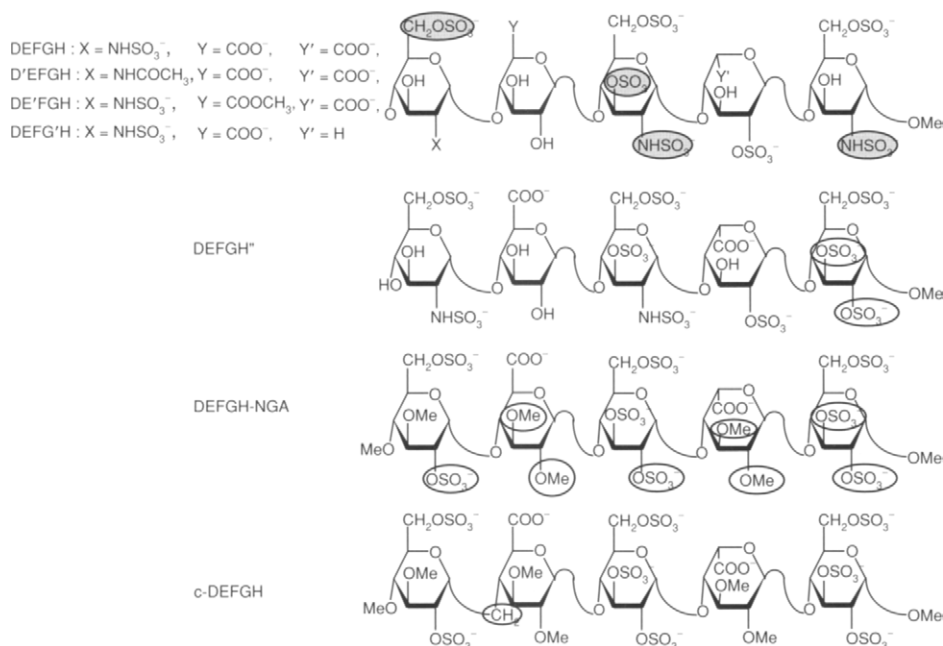 CH₂OSO₃⁻ Y CH₂OSO₃⁻ CH₂OSO₃⁻
DEFGH : X = NHSO₃⁻, Y = COO⁻, Y' = COO⁻,
D'EFGH : X = NHCOCH₃, Y = COO⁻, Y' = COO⁻,
DE'FGH : X = NHSO₃⁻, Y = COOCH₃, Y' = COO⁻,
DEFG'H : X = NHSO₃⁻, Y = COO⁻, Y' = H
O O O O O
OH OH OSO₃⁻ Y' OH OH
O O O O O OMe
X OH NHSO₃⁻ OSO₃⁻ NHSO₃⁻
CH₂OSO₃⁻ COO⁻ CH₂OSO₃⁻ CH₂OSO₃⁻
DEFGH"
O O O O O
OH OH OSO₃⁻ COO⁻ OH OSO₃⁻
HO O O O O OMe
NHSO₃⁻ OH NHSO₃⁻ OSO₃⁻ OSO₃⁻
CH₂OSO₃⁻ COO⁻ CH₂OSO₃⁻ CH₂OSO₃⁻
DEFGH-NGA
O O O O O
OMe OMe OSO₃⁻ COO⁻ OMe OSO₃⁻
MeO O O O O OMe
OSO₃⁻ OMe OSO₃⁻ OMe OSO₃⁻
CH₂OSO₃⁻ COO⁻ CH₂OSO₃⁻ CH₂OSO₃⁻
c-DEFGH
O O O O O
OMe OMe OSO₃⁻ COO⁻ OMe OSO₃⁻
MeO CH₂ O O O OMe
OSO₃⁻ OMe OSO₃⁻ OMe OSO₃⁻